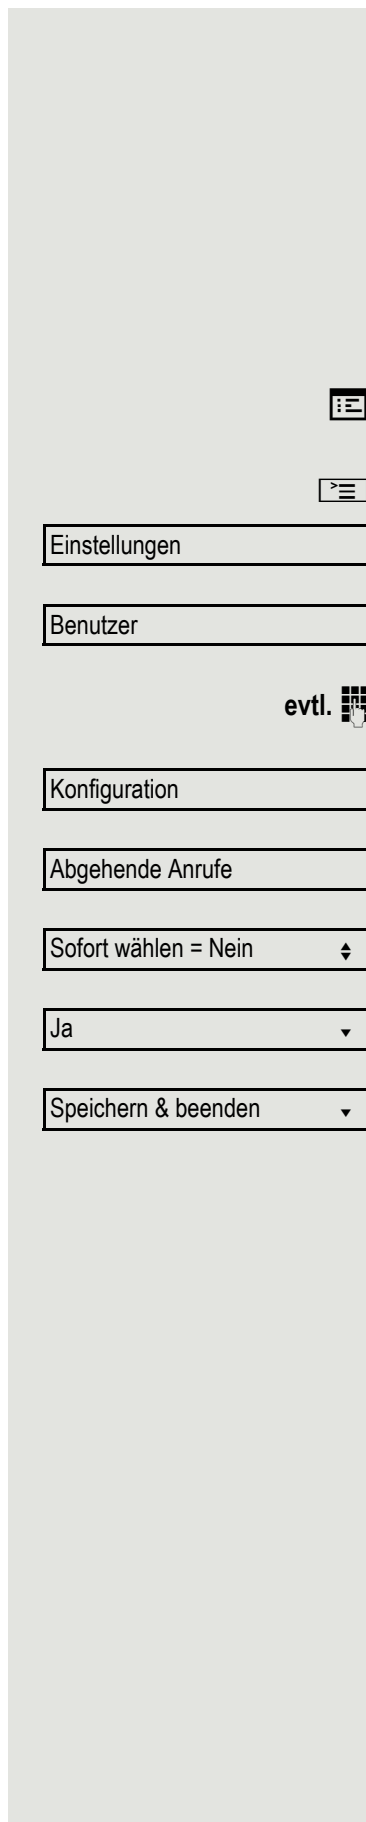 Einstellungen
Benutzer
evtl.
Konfiguration
Abgehende Anrufe
Sofort wählen = Nein
Ja
Speichern & beenden